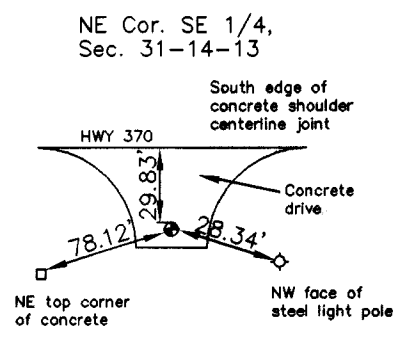 NE Cor. SE 1/4,
Sec. 31-14-13
South edge of
concrete shoulder
centerline joint
HWY 370
29.83'
Concrete
drive
78.12'
28.34'
NE top corner
of concrete
NW face of
steel light pole